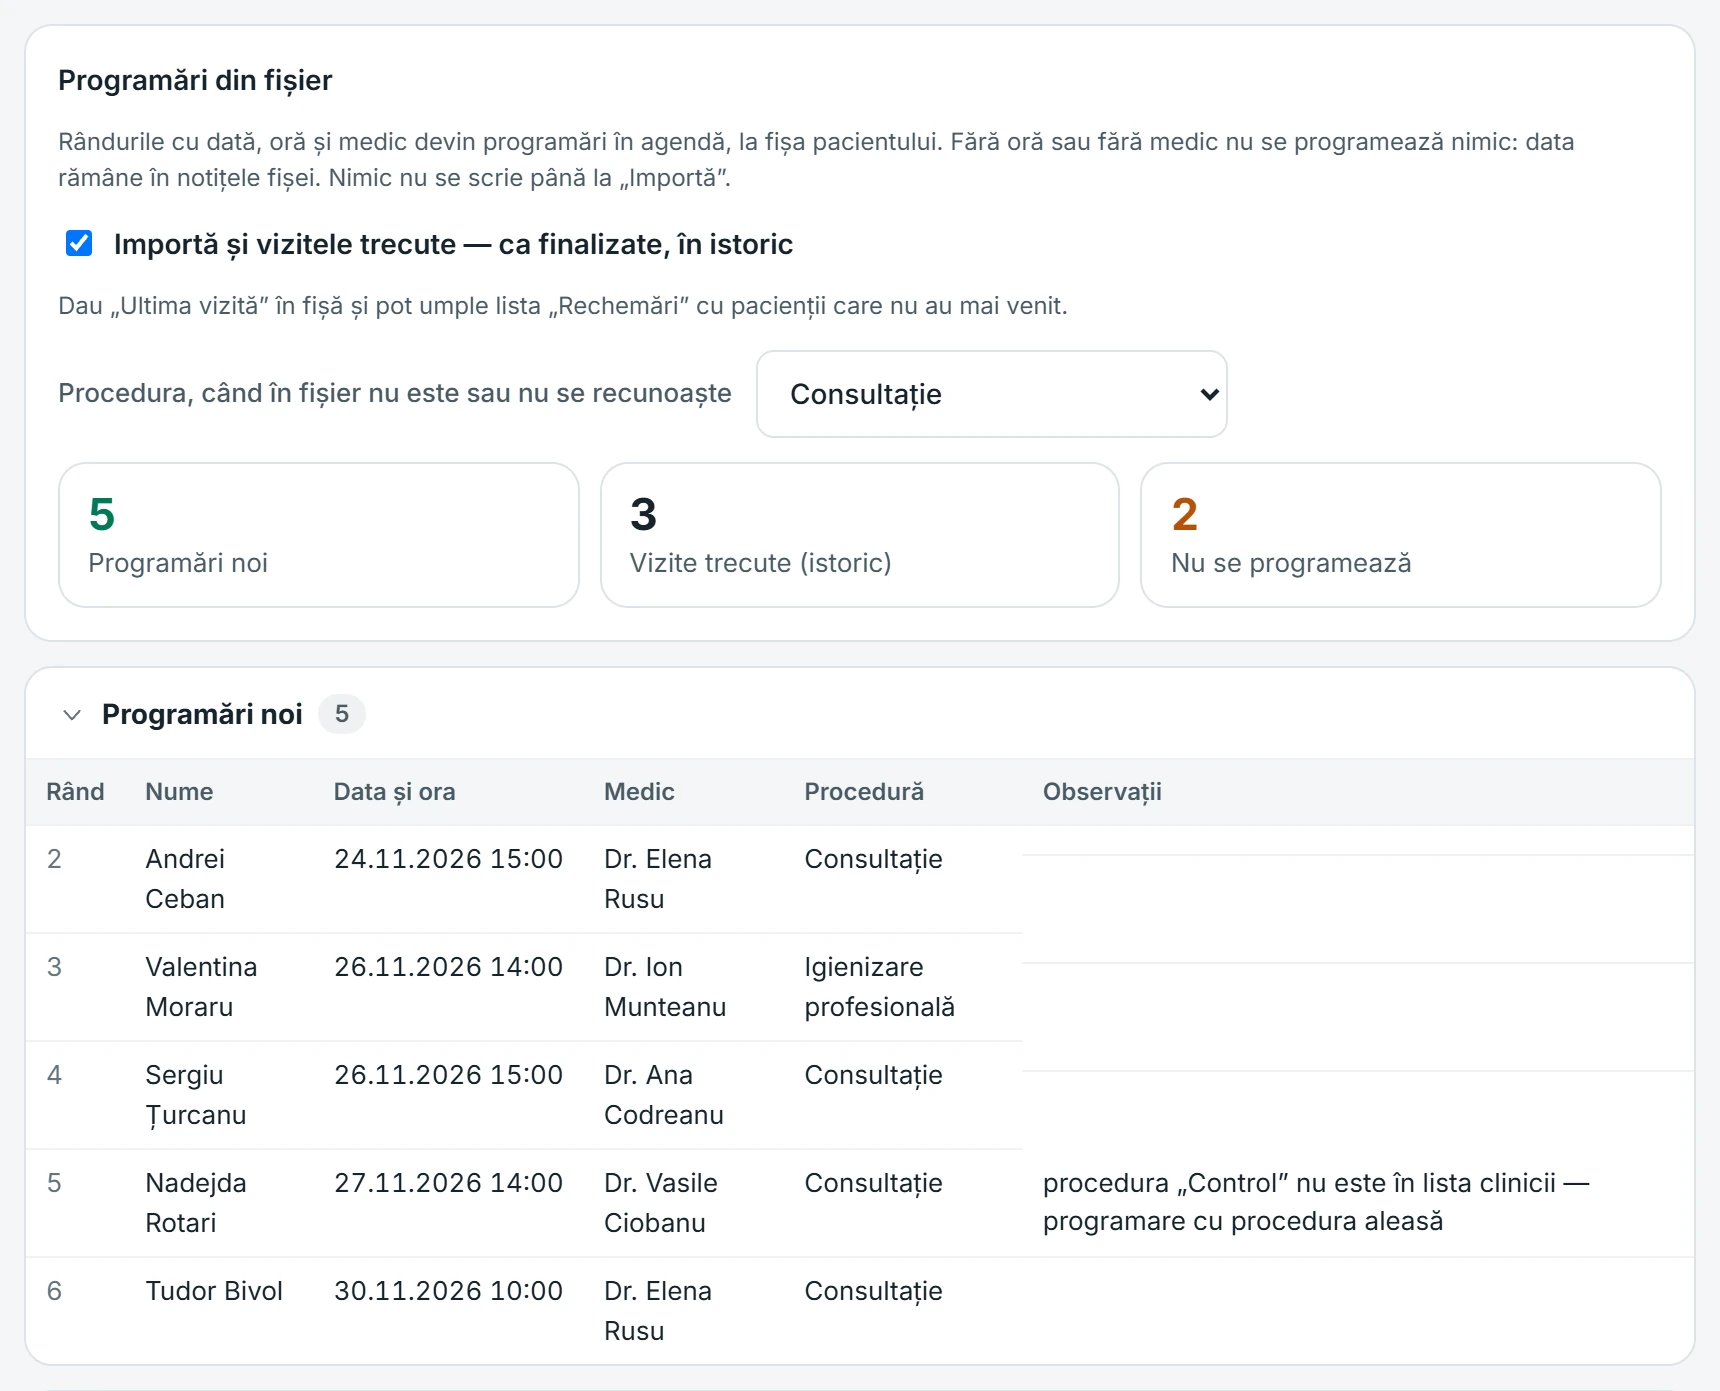 Programări din fișier
Rândurile cu dată, oră și medic devin programări în agendă, la fișa pacientului. Fără oră sau fără medic nu se programează nimic: data
rămâne în notițele fișei. Nimic nu se scrie până la „Importă”.
Importă și vizitele trecute — ca finalizate, în istoric
Dau „Ultima vizită” în fișă și pot umple lista „Rechemări” cu pacienții care nu au mai venit.
Procedura, când în fișier nu este sau nu se recunoaște Consultație
5
Programări noi
3
Vizite trecute (istoric)
2
Nu se programează
Programări noi 5
Rând Nume Data și ora Medic Procedură Observații
2 Andrei 24.11.2026 15:00 Dr. Elena Consultație
Ceban Rusu
3 Valentina 26.11.2026 14:00 Dr. Ion Igienizare
Moraru Munteanu profesională
4 Sergiu 26.11.2026 15:00 Dr. Ana Consultație
Țurcanu Codreanu
5 Nadejda 27.11.2026 14:00 Dr. Vasile Consultație procedura „Control” nu este în lista clinicii —
Rotari Ciobanu programare cu procedura aleasă
6 Tudor Bivol 30.11.2026 10:00 Dr. Elena Consultație
Rusu